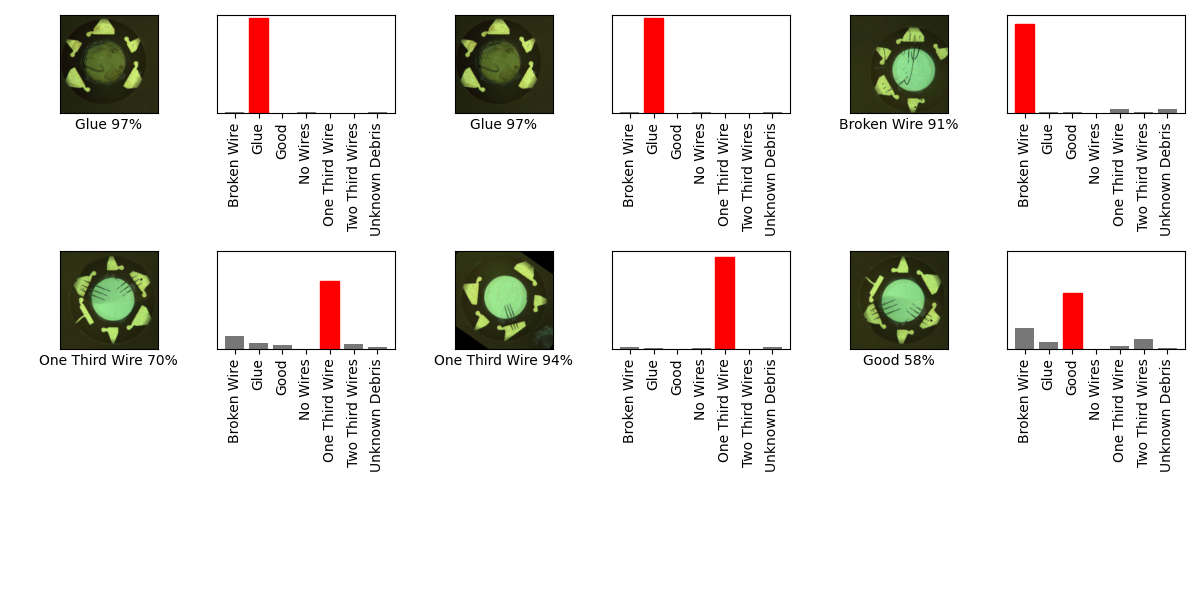 Glue 97%
Broken Wire
Glue
Good
No Wires
One Third Wire
Two Third Wires
Unknown Debris
Glue 97%
Broken Wire
Glue
Good
No Wires
One Third Wire
Two Third Wires
Unknown Debris
Broken Wire 91%
Broken Wire
Glue
Good
No Wires
One Third Wire
Two Third Wires
Unknown Debris
One Third Wire 70%
Broken Wire
Glue
Good
No Wires
One Third Wire
Two Third Wires
Unknown Debris
One Third Wire 94%
Broken Wire
Glue
Good
No Wires
One Third Wire
Two Third Wires
Unknown Debris
Good 58%
Broken Wire
Glue
Good
No Wires
One Third Wire
Two Third Wires
Unknown Debris